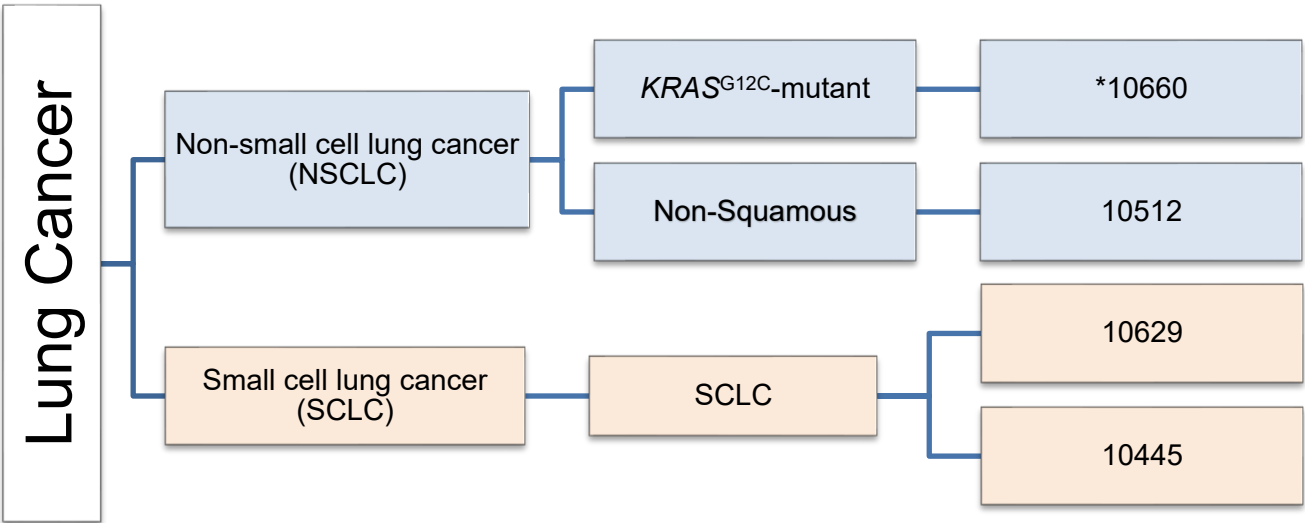 Lung Cancer
Non-small cell lung cancer
(NSCLC)
KRASG12C-mutant
*10660
Non-Squamous
10512
Small cell lung cancer
(SCLC)
SCLC
10629
10445